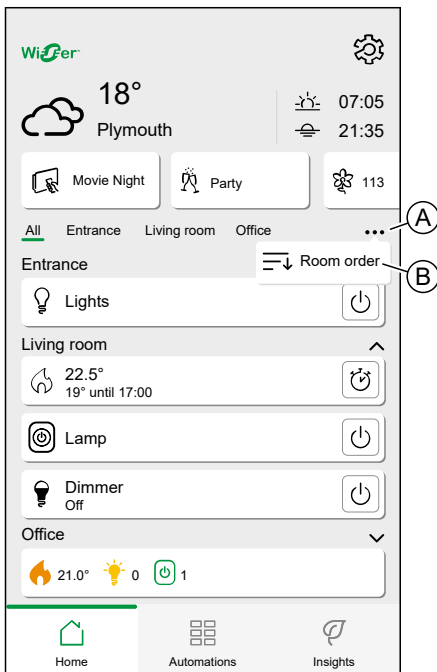 Wiser
18°
Plymouth
07:05
21:35
Movie Night
Party
113
All Entrance Living room Office
A
Room order
B
Entrance
Lights
Living room
22.5°
19° until 17:00
Lamp
Dimmer
Off
Office
21.0° 0 1
Home Automations Insights